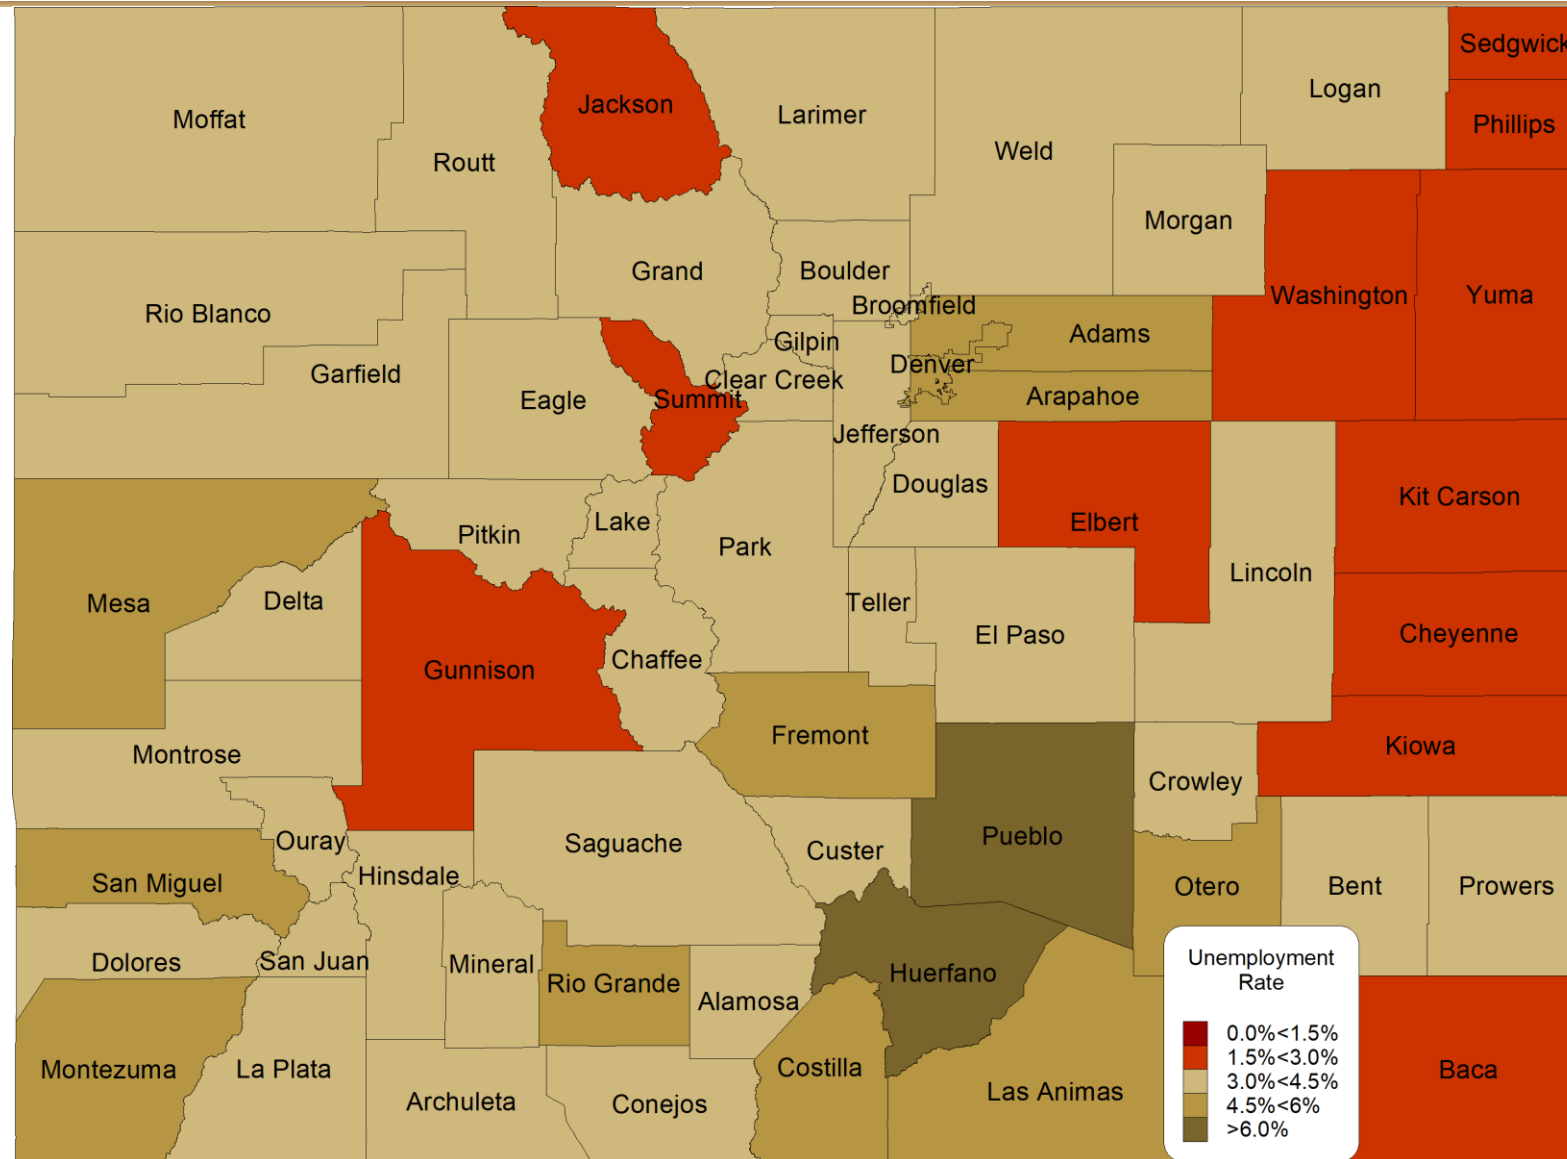 Sedgwick
Logan
Jackson
Larimer
Moffat
Phillips
Weld
Routt
Morgan
Grand
Boulder
Washington
Yuma
Broomfield
Rio Blanco
Adams
Gilpin
Denver
Garfield
Clear Creek
Arapahoe
Eagle
Summit
Jefferson
Douglas
Kit Carson
Lake
Elbert
Pitkin
Park
Lincoln
Delta
Mesa
Teller
El Paso
Cheyenne
Chaffee
Gunnison
Fremont
Kiowa
Montrose
Crowley
Pueblo
Ouray
Saguache
Custer
Hinsdale
San Miguel
Otero
Bent
Prowers
Dolores
San Juan
Mineral
Huerfano
Rio Grande
Alamosa
Montezuma
La Plata
Costilla
Las Animas
Baca
Archuleta
Conejos
Unemployment
Rate
0.0%<1.5%
1.5%<3.0%
3.0%<4.5%
4.5%<6%
>6.0%